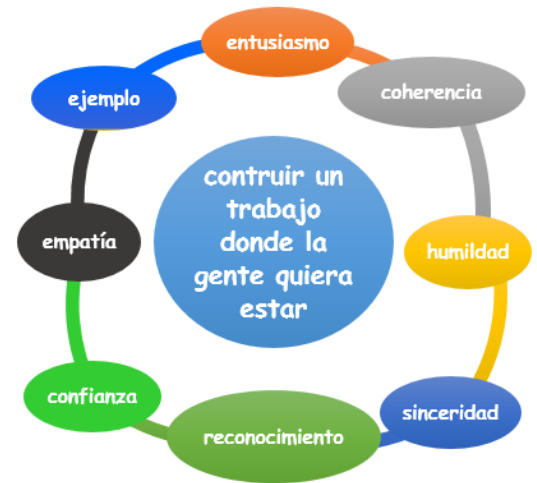 entusiasmo
coherencia
humildad
sinceridad
reconocimiento
confianza
empatía
ejemplo
contruir un
trabajo
donde la
gente quiera
estar